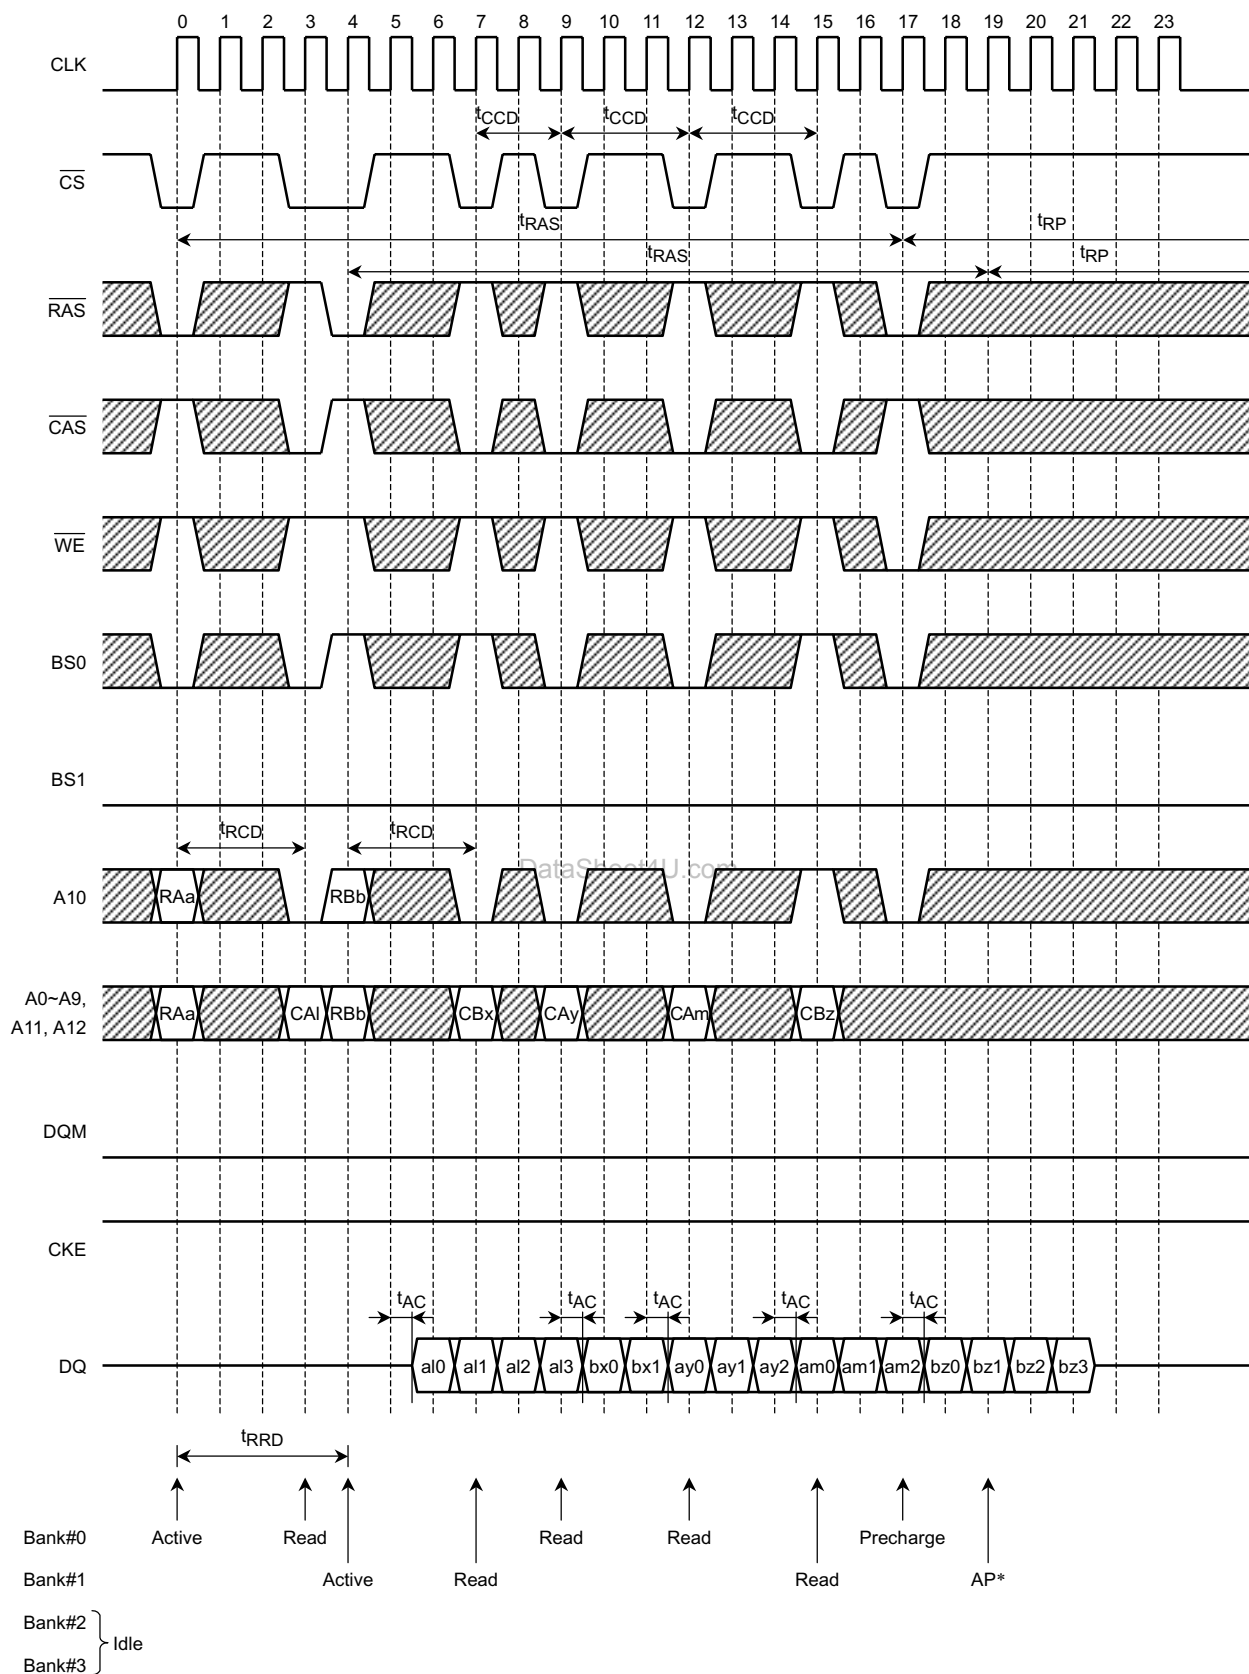 0 1 2 3 4 5 6 7 8 9 10 11 12 13 14 15 16 17 18 19 20 21 22 23
CLK
tCCD tCCD tCCD
CS
tRAS tRP
tRAS tRP
RAS
CAS
WE
BS0
BS1
tRCD tRCD
DataSheet4U.com
A10 RAa RBb
A0~A9,
A11, A12
RAa CAl RBb CBx CAy CAm CBz
DQM
CKE
tAC tAC tAC tAC tAC
DQ al0 al1 al2 al3 bx0 bx1 ay0 ay1 ay2 am0 am1 am2 bz0 bz1 bz2 bz3
tRRD
Bank#0 Active Read Read Read Precharge
Bank#1 Active Read Read AP*
Bank#2
Idle
Bank#3